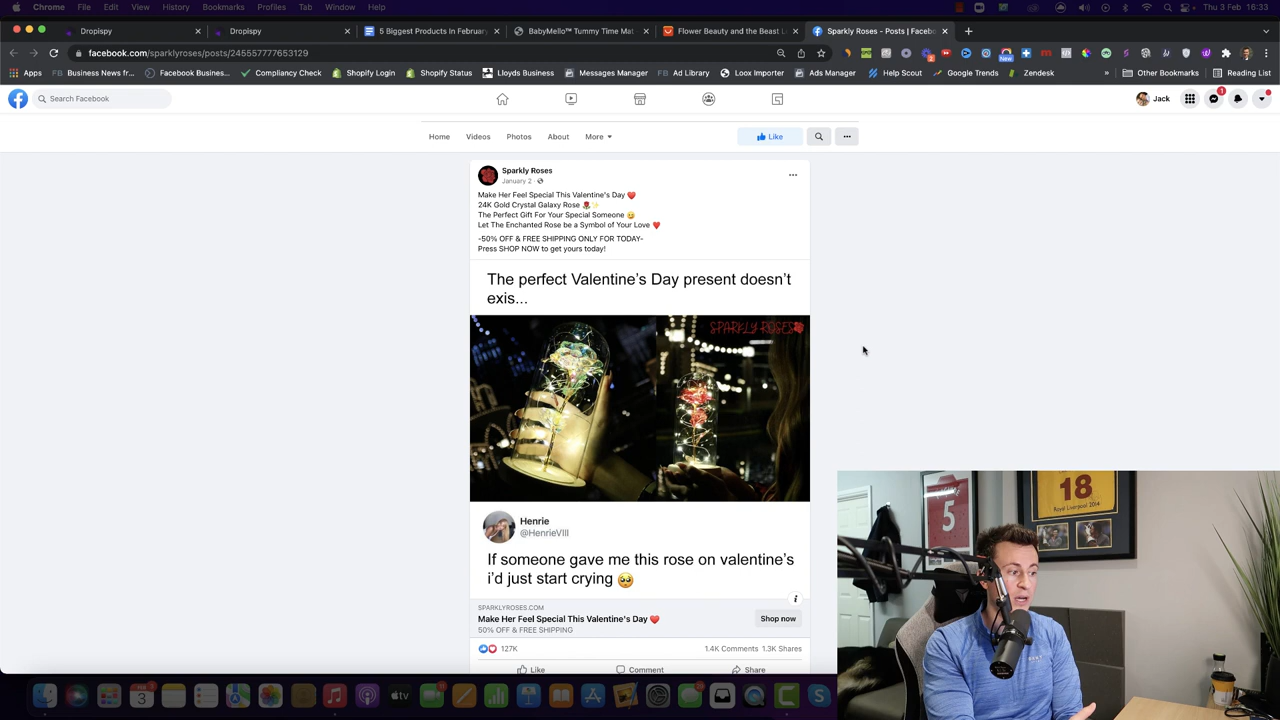 Chrome File Edit View History Bookmarks Profiles Tab Window Help Thu 3 Feb 16:33
Dropispy Dropispy 5 Biggest Products In February BabyMello™ Tummy Time Mat Flower Beauty and the Beast L Sparkly Roses - Posts | Facebo
facebook.com/sparklyroses/posts/245557777653129
Apps Business News fr... Facebook Busines... Compliancy Check Shopify Login Shopify Status Lloyds Business Messages Manager Ad Library Loox Importer Ads Manager Help Scout Google Trends Zendesk » Other Bookmarks Reading List
Search Facebook Jack 1
Home Videos Photos About More Like
Sparkly Roses
January 2
Make Her Feel Special This Valentine's Day ❤️
24K Gold Crystal Galaxy Rose 🌹✨
The Perfect Gift For Your Special Someone 😏
Let The Enchanted Rose be a Symbol of Your Love ♥️
-50% OFF & FREE SHIPPING ONLY FOR TODAY-
Press SHOP NOW to get yours today!
The perfect Valentine's Day present doesn't
exis...
SPARKLY ROSES
Henrie
@HenrieVIII
If someone gave me this rose on valentine's
i'd just start crying 🥹
SPARKLYROSES.COM
Make Her Feel Special This Valentine's Day ❤️
50% OFF & FREE SHIPPING
Shop now
127K 1.4K Comments 1.3K Shares
Like Comment Share
5
18